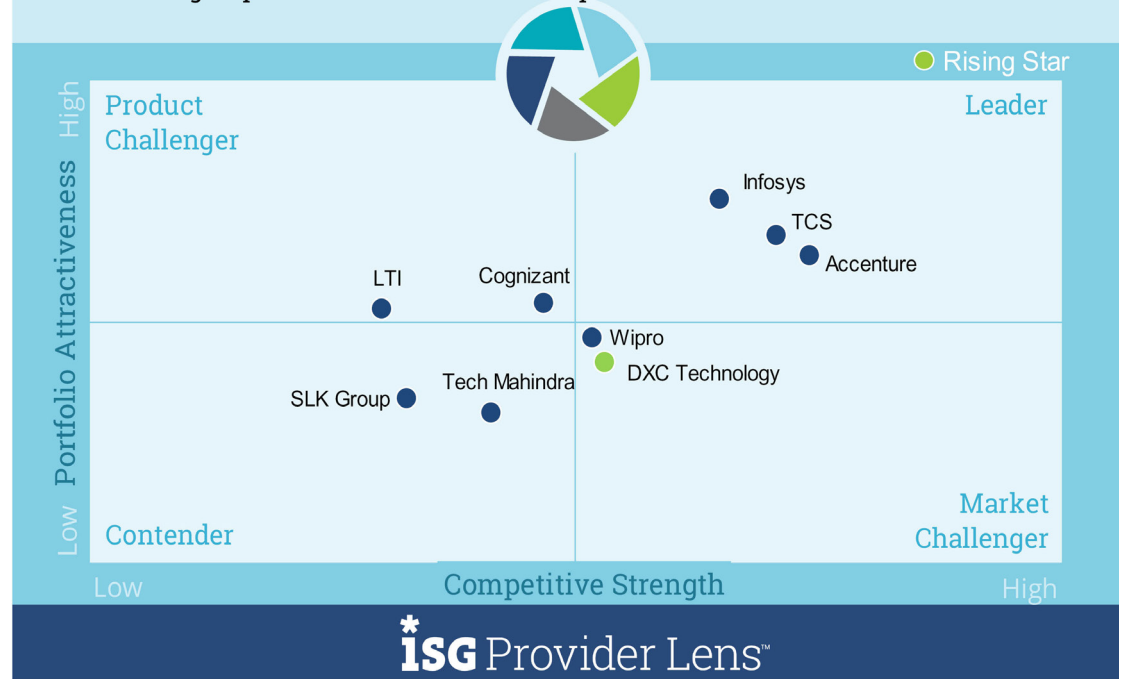 Rising Star
High
Product
Challenger
Leader
Infosys
TCS
Accenture
LTI
Cognizant
Portfolio Attractiveness
Wipro
DXC Technology
Tech Mahindra
SLK Group
Low
Contender
Market
Challenger
Low
Competitive Strength
High
isG Provider Lens™